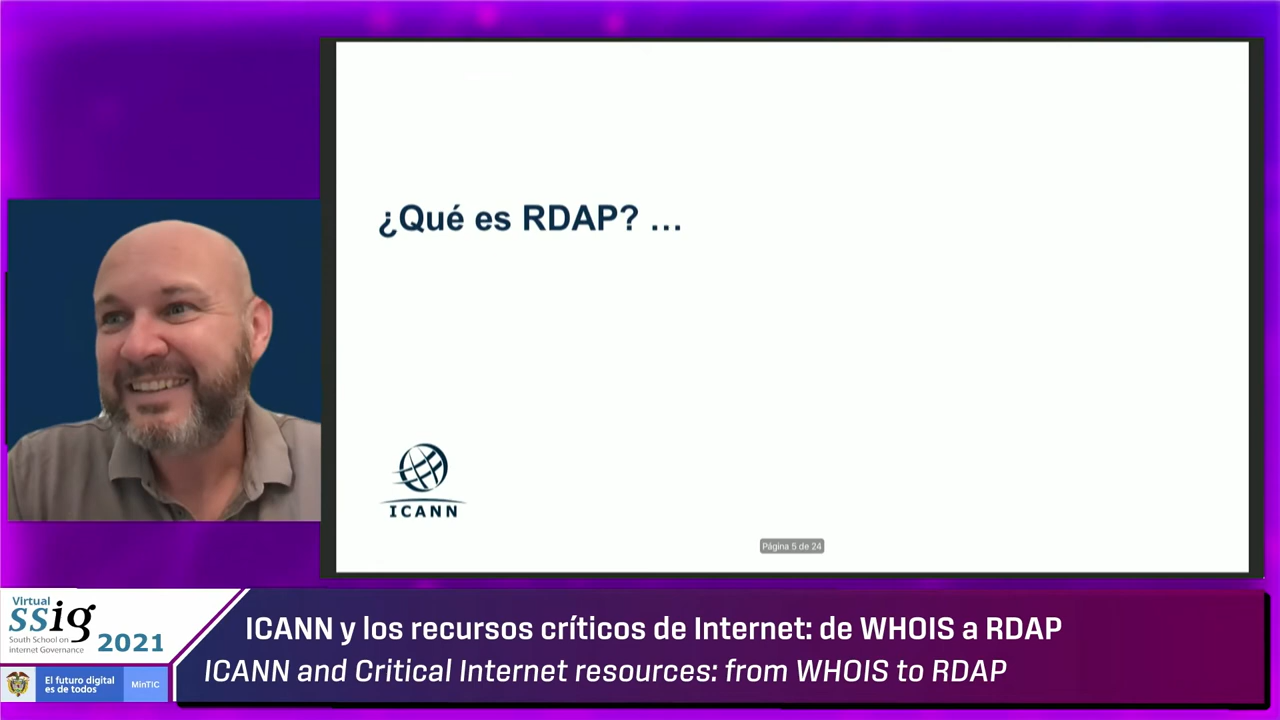 ¿Qué es RDAP? ...
ICANN
Página 5 de 24
Virtual
ssig
South School on
Internet Governance
2021
El futuro digital
es de todos
MinTIC
ICANN y los recursos críticos de Internet: de WHOIS a RDAP
ICANN and Critical Internet resources: from WHOIS to RDAP